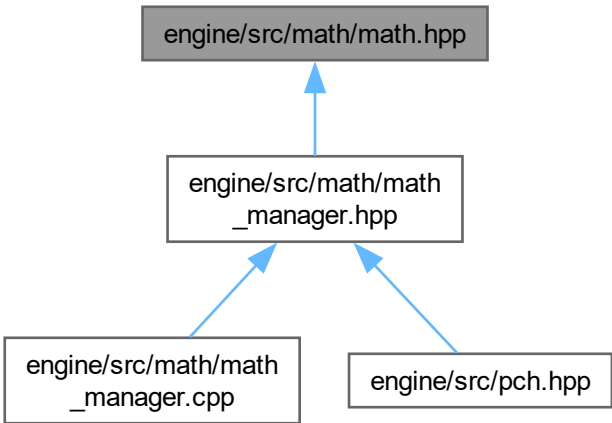 engine/src/math/math.hpp
engine/src/math/math
_manager.hpp
engine/src/math/math
_manager.cpp
engine/src/pch.hpp